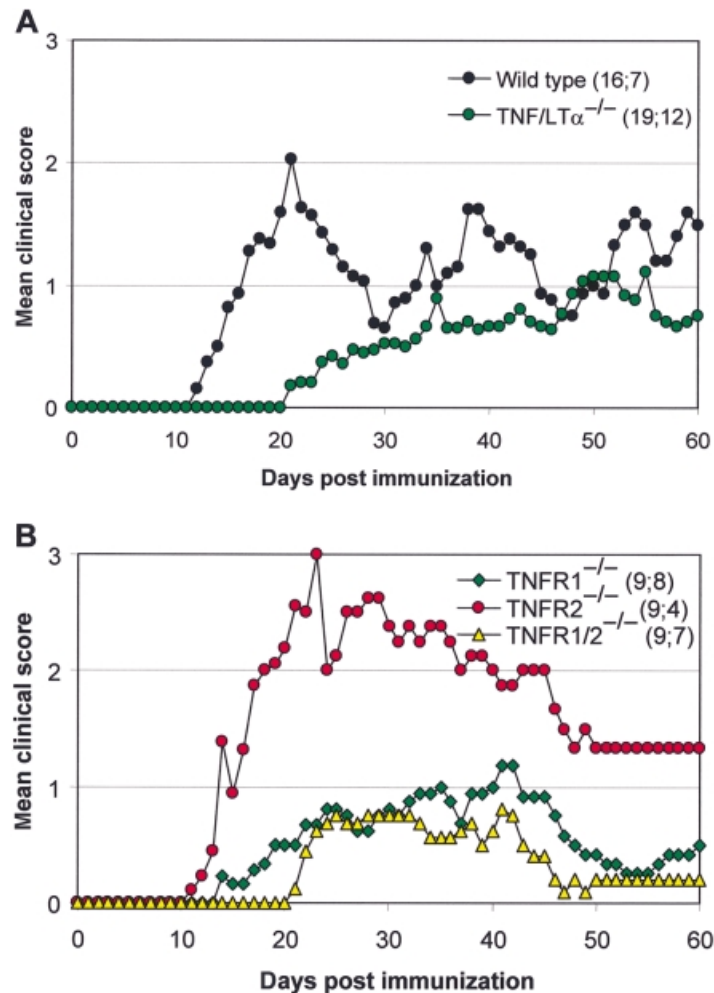 A
3
2
1
0
Mean clinical score
Wild type (16;7)
TNF/LTα−/− (19;12)
0 10 20 30 40 50 60
Days post immunization
B
3
2
1
0
Mean clinical score
TNFR1−/− (9;8)
TNFR2−/− (9;4)
TNFR1/2−/− (9;7)
0 10 20 30 40 50 60
Days post immunization